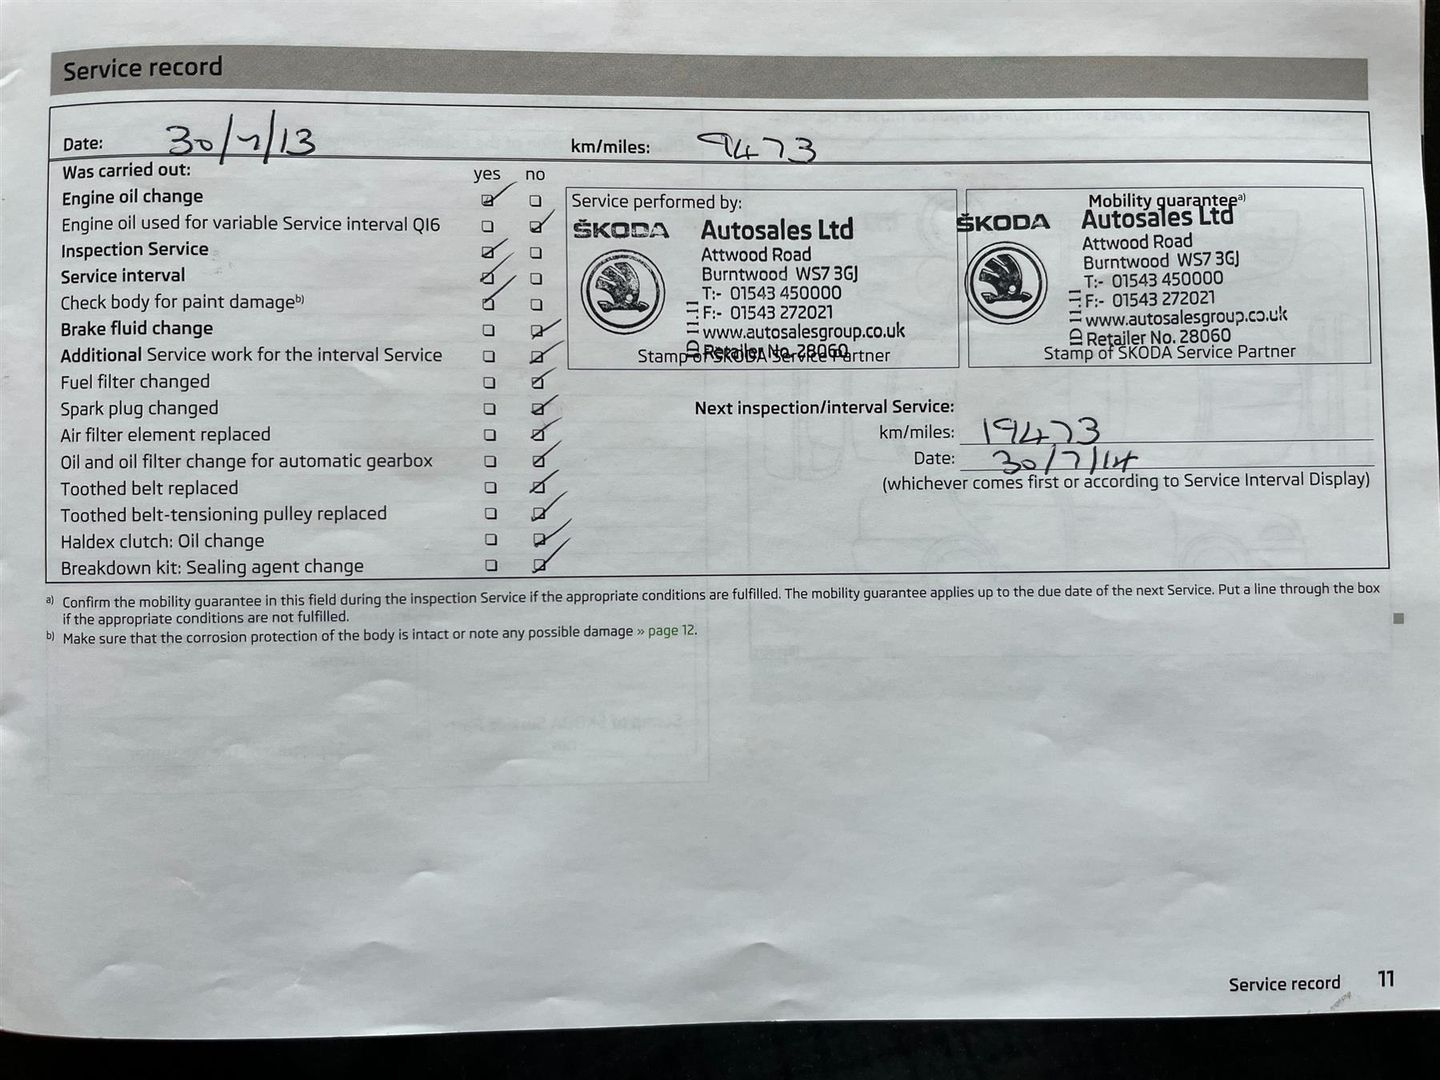 Service record
Date: 30/7/13 km/miles: 9473
Was carried out: yes no
Engine oil change
Engine oil used for variable Service interval QI6
Inspection Service
Service interval
Check body for paint damage b)
Brake fluid change
Additional Service work for the interval Service
Fuel filter changed
Spark plug changed
Air filter element replaced
Oil and oil filter change for automatic gearbox
Toothed belt replaced
Toothed belt-tensioning pulley replaced
Haldex clutch: Oil change
Breakdown kit: Sealing agent change
Service performed by:
ŠKODA Autosales Ltd
Attwood Road
Burntwood WS7 3GJ
T:- 01543 450000
F:- 01543 272021
www.autosalesgroup.co.uk
Retailer No. 28060
Stamp of ŠKODA Service Partner
Mobility guarantee a)
ŠKODA Autosales Ltd
Attwood Road
Burntwood WS7 3GJ
T:- 01543 450000
F:- 01543 272021
www.autosalesgroup.co.uk
Retailer No. 28060
Stamp of ŠKODA Service Partner
Next inspection/interval Service:
km/miles: 19473
Date: 30/7/14
(whichever comes first or according to Service Interval Display)
a) Confirm the mobility guarantee in this field during the inspection Service if the appropriate conditions are fulfilled. The mobility guarantee applies up to the due date of the next Service. Put a line through the box
if the appropriate conditions are not fulfilled.
b) Make sure that the corrosion protection of the body is intact or note any possible damage » page 12.
Service record 11